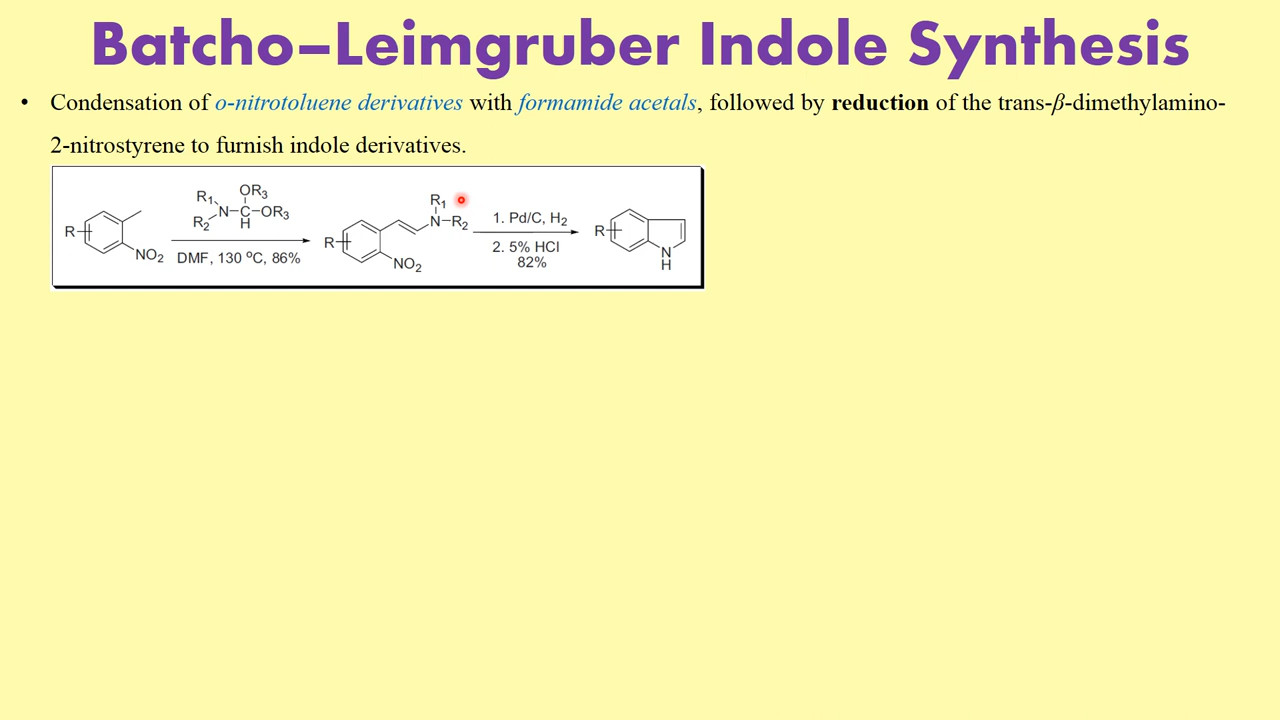 Batcho–Leimgruber Indole Synthesis
• Condensation of o-nitrotoluene derivatives with formamide acetals, followed by reduction of the trans-β-dimethylamino-
2-nitrostyrene to furnish indole derivatives.
R NO2
R1 R2 N C H OR3 OR3
DMF, 130 ºC, 86%
R NO2 R1 N R2
1. Pd/C, H2
2. 5% HCl
82%
R N H